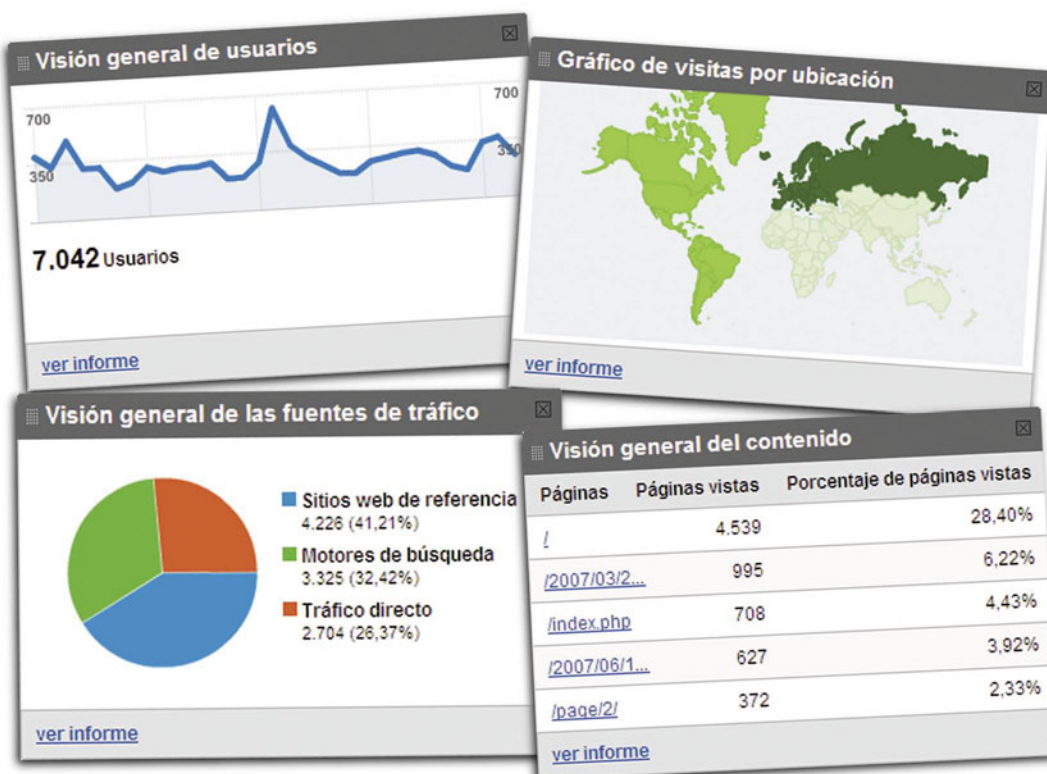 Visión general de usuarios
700
700
350
350
7.042 Usuarios
ver informe
Gráfico de visitas por ubicación
ver informe
Visión general de las fuentes de tráfico
Sitios web de referencia
4.226 (41,21%)
Motores de búsqueda
3.325 (32,42%)
Tráfico directo
2.704 (26,37%)
ver informe
Visión general del contenido
Páginas Páginas vistas Porcentaje de páginas vistas
/ 4.539 28,40%
/2007/03/2... 995 6,22%
/index.php 708 4,43%
/2007/06/1... 627 3,92%
/page/2/ 372 2,33%
ver informe